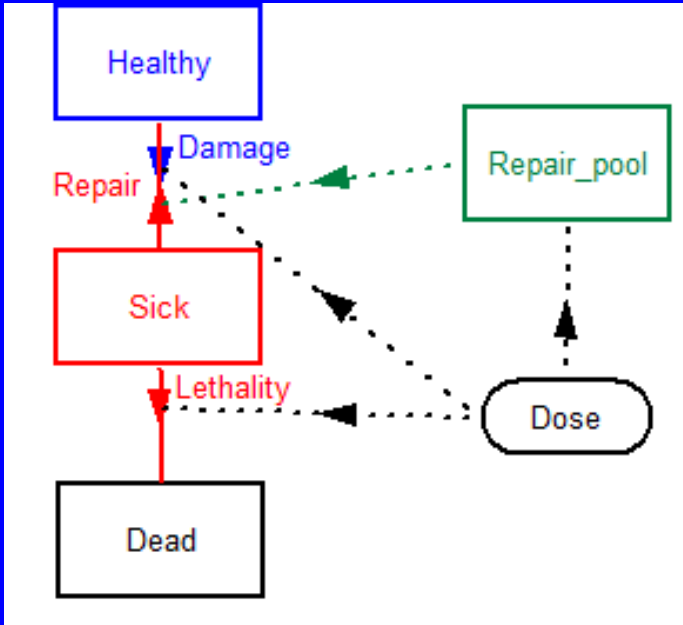 Healthy
Damage
Repair
Repair_pool
Sick
Lethality
Dose
Dead